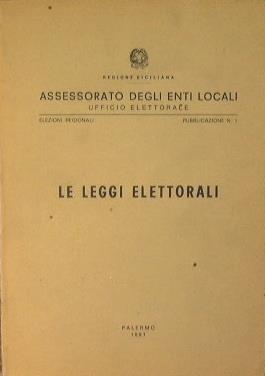 REGIONE SICILIANA
ASSESSORATO DEGLI ENTI LOCALI
UFFICIO ELETTORALE
ELEZIONI REGIONALI PUBBLICAZIONE N. 1
LE LEGGI ELETTORALI
PALERMO